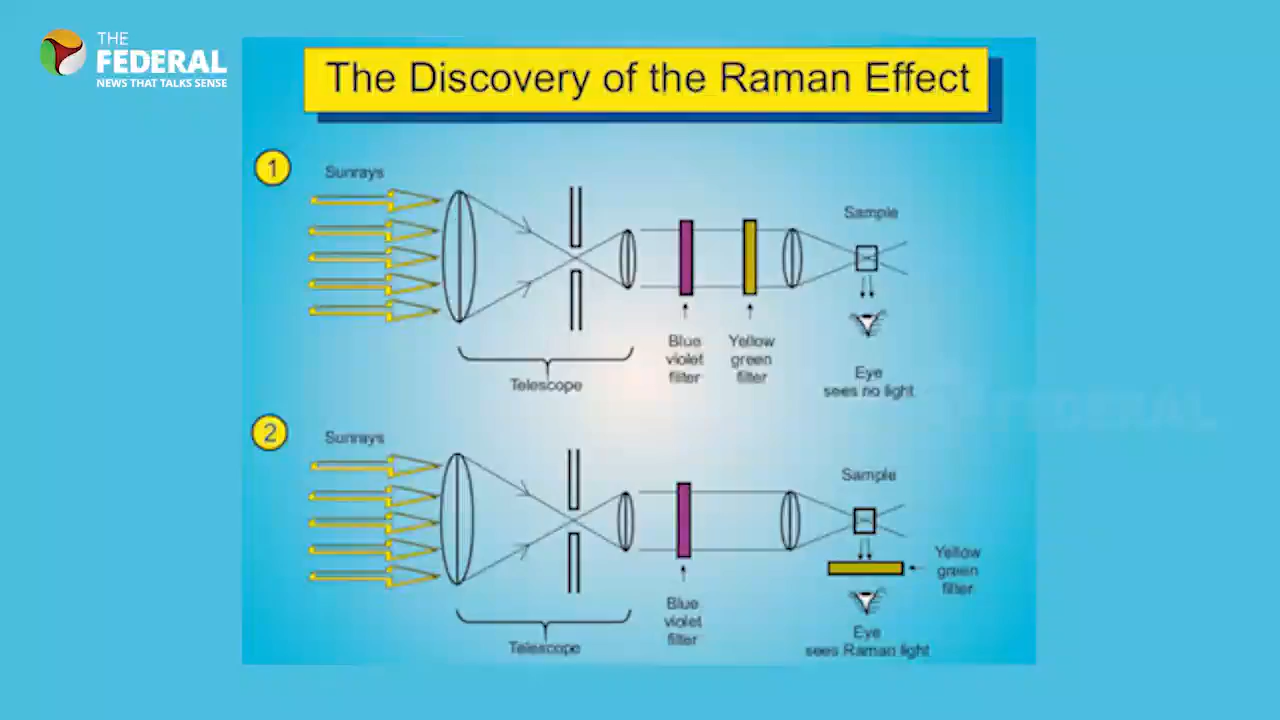 THE
FEDERAL
NEWS THAT TALKS SENSE
The Discovery of the Raman Effect
1
Sunrays
Sample
Blue
violet
filter
Yellow
green
filter
Telescope
Eye
sees no light
2
Sunrays
Sample
Yellow
green
filter
Blue
violet
filter
Telescope
Eye
sees Raman light
FEDERAL